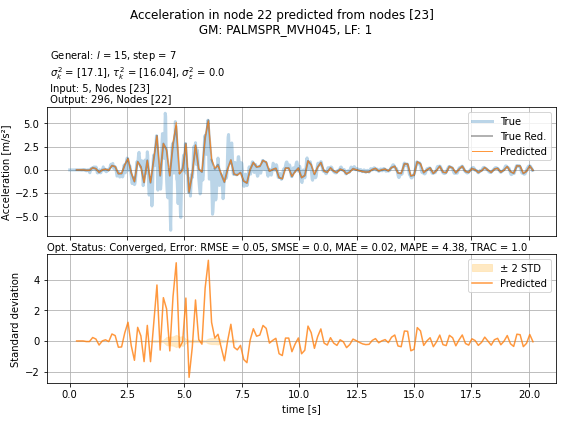 Acceleration in node 22 predicted from nodes [23]
GM: PALMSPR_MVH045, LF: 1
General: l = 15, step = 7
σ²ₖ = [17.1], τ²ₖ = [16.04], σ²_ε = 0.0
Input: 5, Nodes [23]
Output: 296, Nodes [22]
Acceleration [m/s²]
5.0
2.5
0.0
−2.5
−5.0
True
True Red.
Predicted
Opt. Status: Converged, Error: RMSE = 0.05, SMSE = 0.0, MAE = 0.02, MAPE = 4.38, TRAC = 1.0
Standard deviation
4
2
0
−2
± 2 STD
Predicted
0.0 2.5 5.0 7.5 10.0 12.5 15.0 17.5 20.0
time [s]